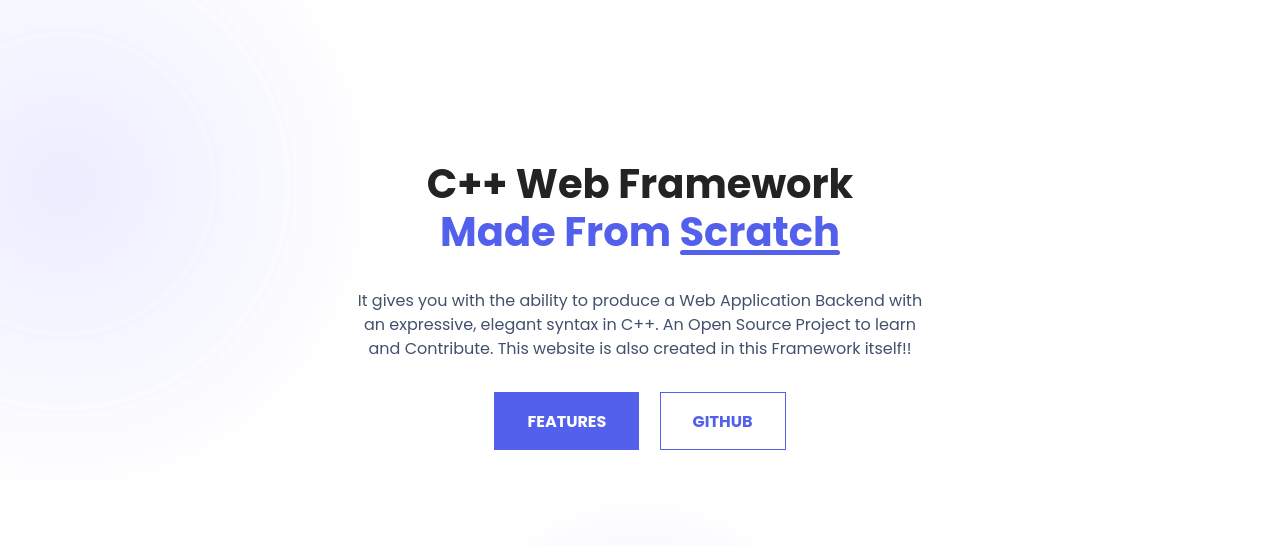 C++ Web Framework
Made From Scratch
It gives you with the ability to produce a Web Application Backend with
an expressive, elegant syntax in C++. An Open Source Project to learn
and Contribute. This website is also created in this Framework itself!!
FEATURES
GITHUB